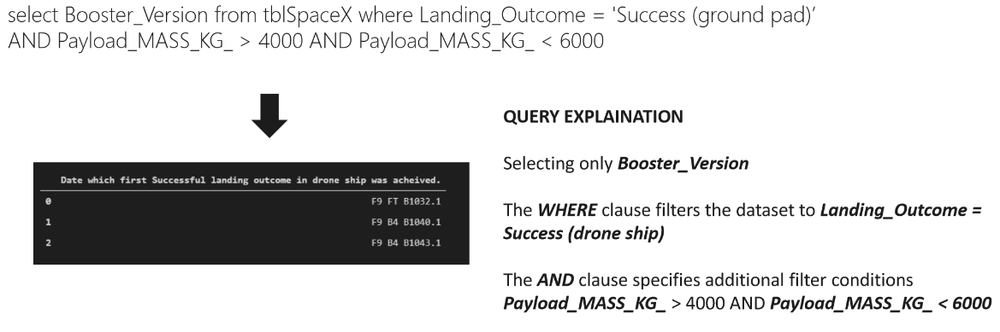 select Booster_Version from tblSpaceX where Landing_Outcome = 'Success (ground pad)’
AND Payload_MASS_KG_ > 4000 AND Payload_MASS_KG_ < 6000
Date which first Successful landing outcome in drone ship was acheived.
0 F9 FT B1032.1
1 F9 B4 B1040.1
2 F9 B4 B1043.1
QUERY EXPLAINATION
Selecting only Booster_Version
The WHERE clause filters the dataset to Landing_Outcome =
Success (drone ship)
The AND clause specifies additional filter conditions
Payload_MASS_KG_ > 4000 AND Payload_MASS_KG_ < 6000